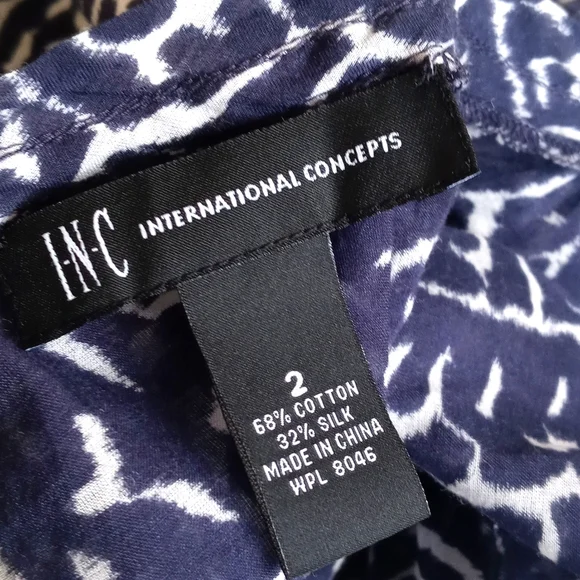 I·N·C INTERNATIONAL CONCEPTS
2
68% COTTON
32% SILK
MADE IN CHINA
WPL 8046